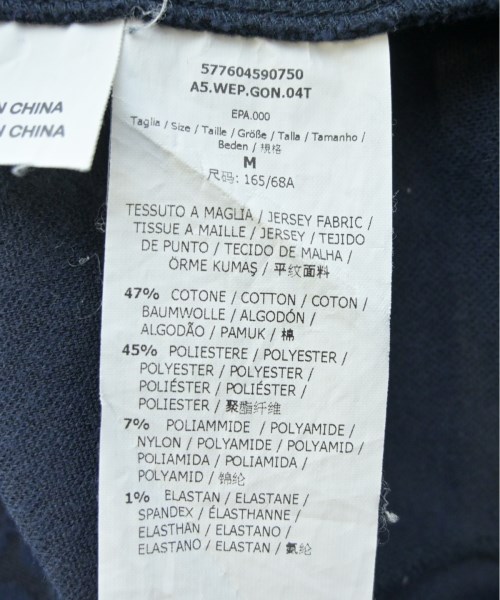 N CHINA
N CHINA
577604590750
A5.WEP.GON.04T
EPA.000
Taglia / Size / Taille / Größe / Talla / Tamanho /
Beden / 規格
M
尺码: 165/68A
TESSUTO A MAGLIA / JERSEY FABRIC /
TISSUE A MAILLE / JERSEY / TEJIDO
DE PUNTO / TECIDO DE MALHA /
ÖRME KUMAŞ / 平纹面料
47% COTONE / COTTON / COTON /
BAUMWOLLE / ALGODÓN /
ALGODÃO / PAMUK / 棉
45% POLIESTERE / POLYESTER /
POLYESTER / POLYESTER /
POLIÉSTER / POLIÉSTER /
POLIESTER / 聚脂纤维
7% POLIAMMIDE / POLYAMIDE /
NYLON / POLYAMIDE / POLYAMID /
POLIAMIDA / POLIAMIDA /
POLYAMID / 锦纶
1% ELASTAN / ELASTANE /
SPANDEX / ÉLASTHANNE /
ELASTHAN / ELASTANO /
ELASTANO / ELASTAN / 氨纶